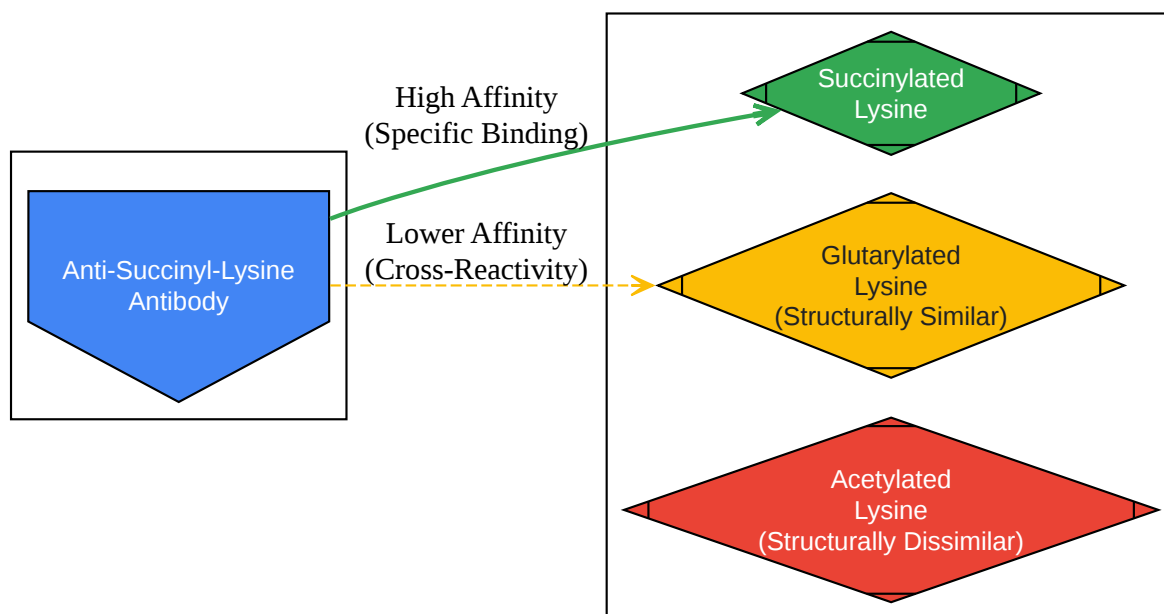 High Affinity
(Specific Binding)
Lower Affinity
(Cross-Reactivity)
Anti-Succinyl-Lysine
Antibody
Succinylated
Lysine
Glutarylated
Lysine
(Structurally Similar)
Acetylated
Lysine
(Structurally Dissimilar)